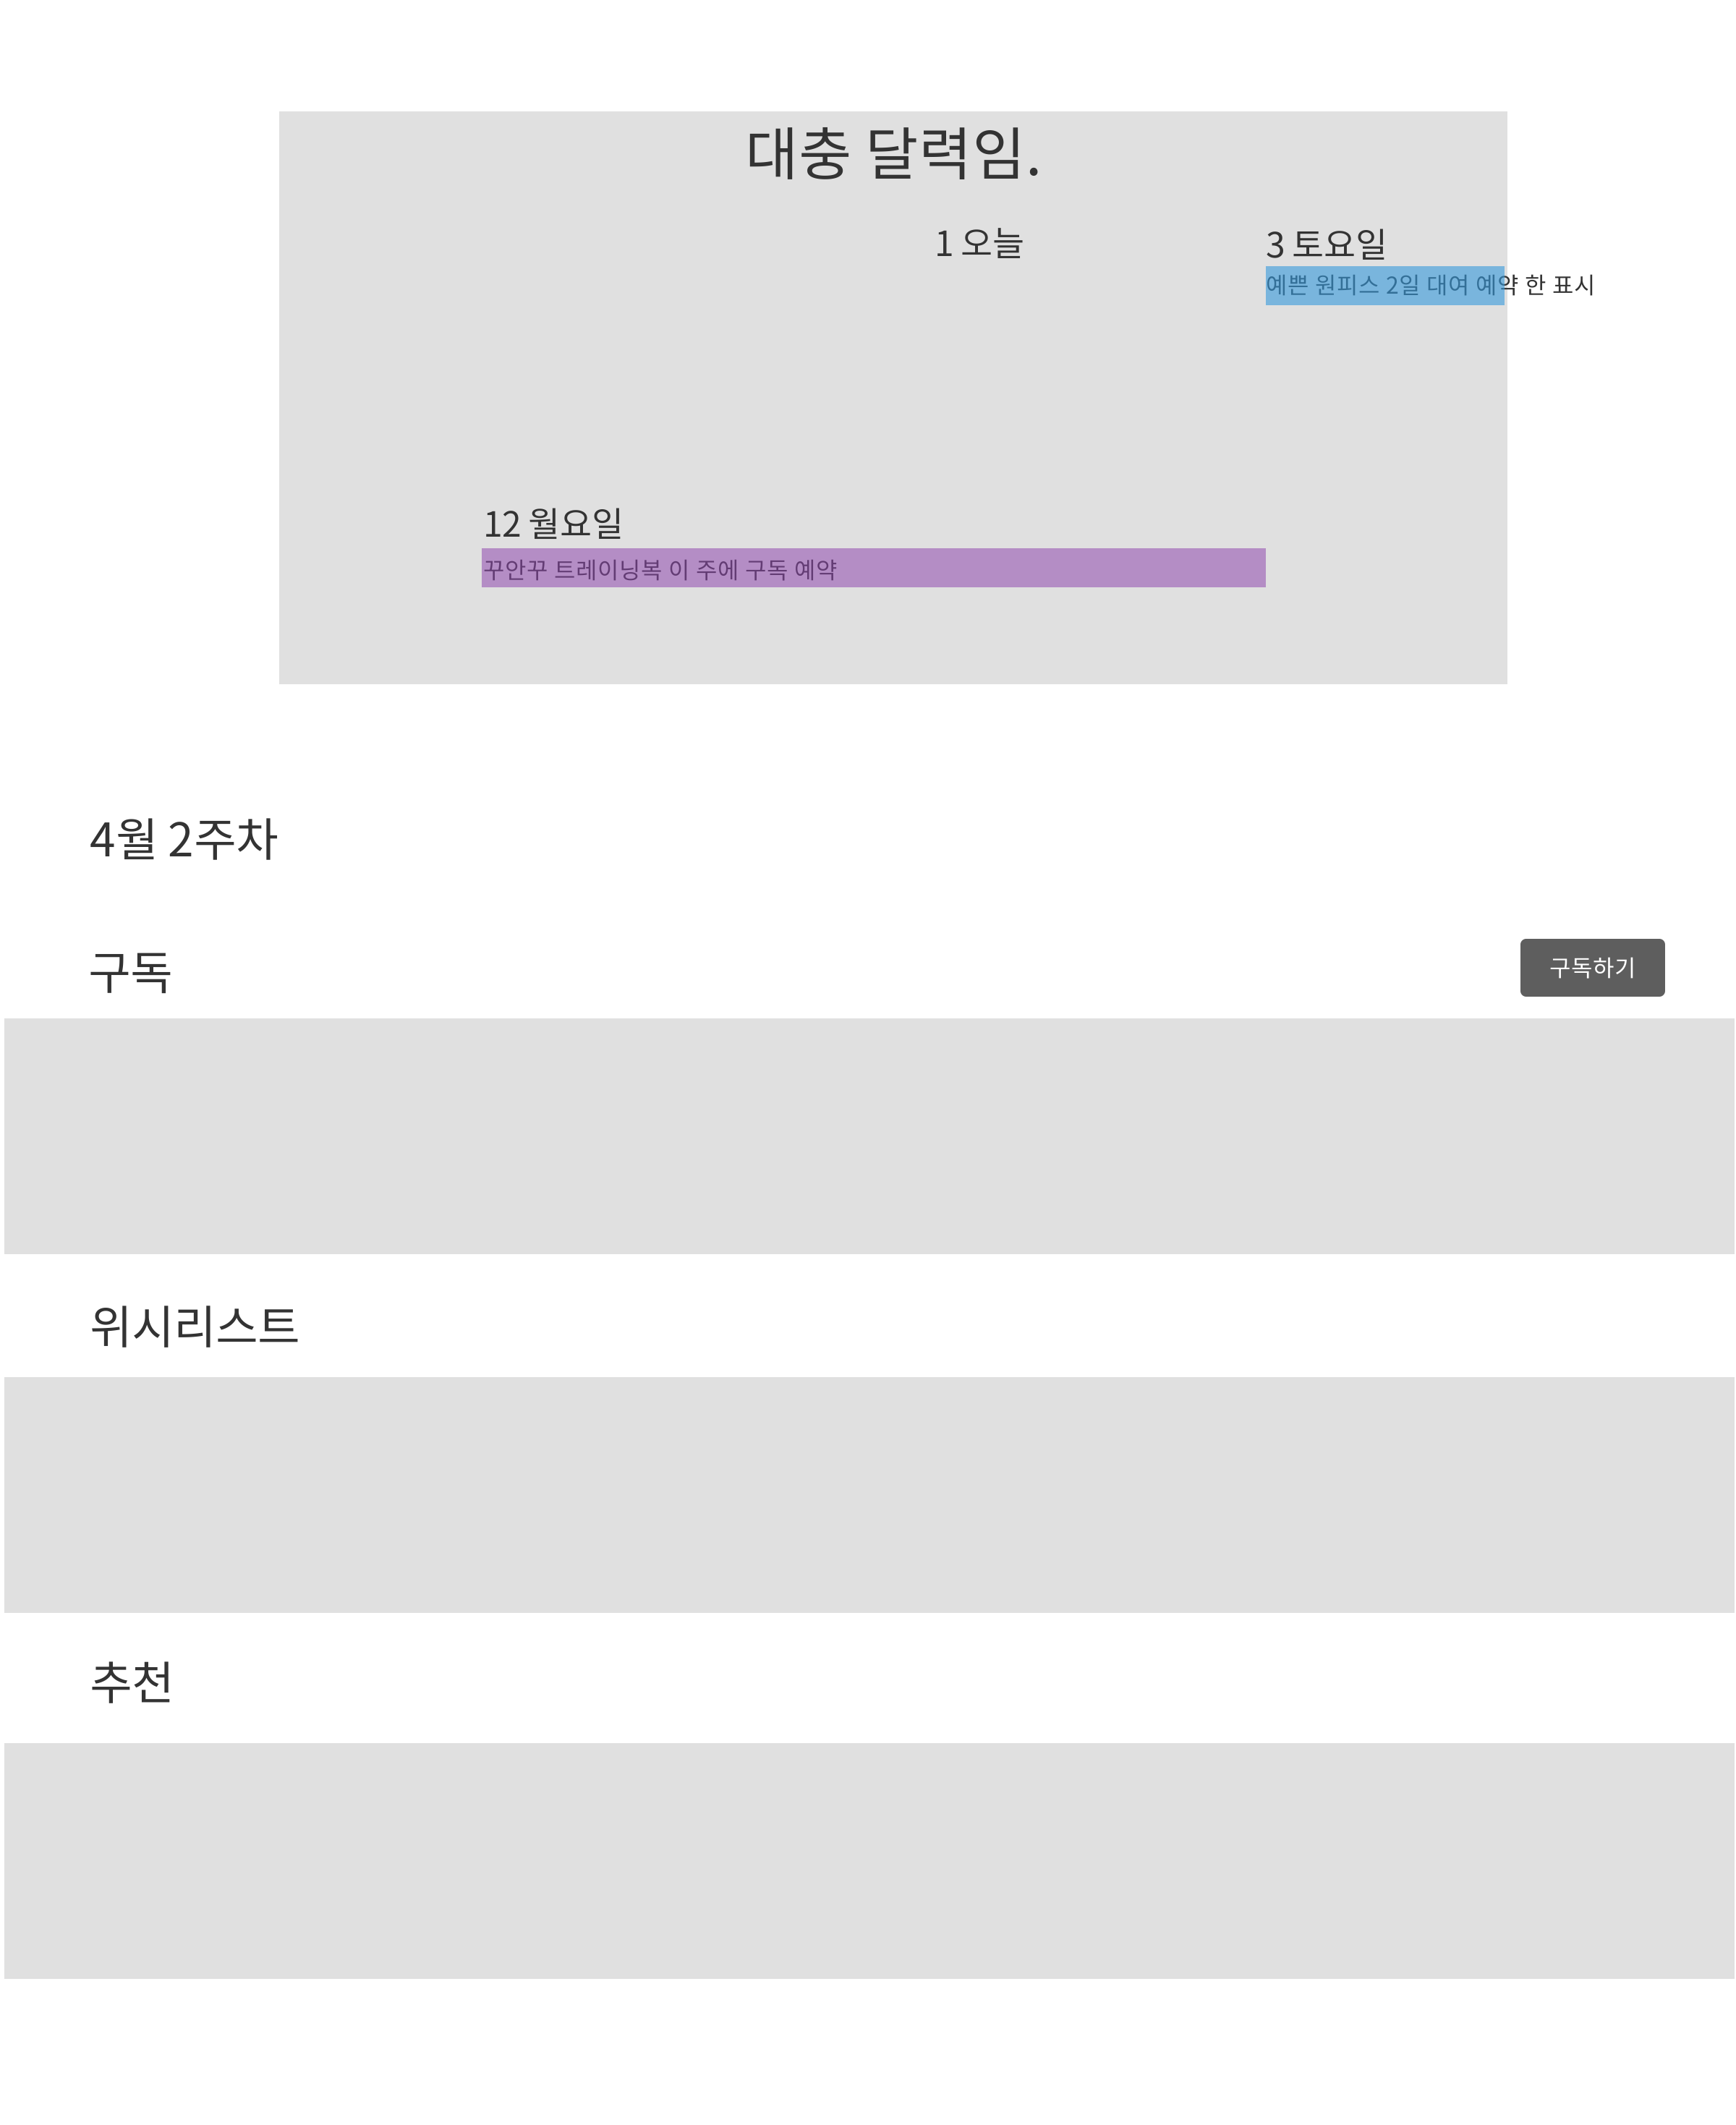 대충 달력임.
1 오늘
3 토요일
예쁜 원피스 2일 대여 예약 한 표시
12 월요일
꾸안꾸 트레이닝복 이 주에 구독 예약
4월 2주차
구독
구독하기
위시리스트
추천